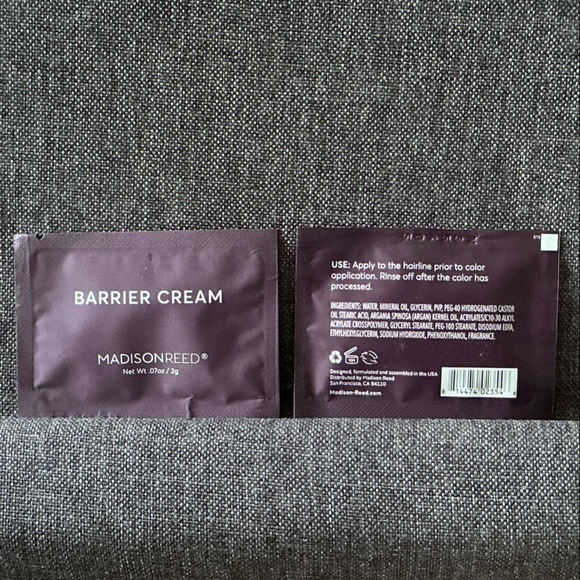 BARRIER CREAM
MADISONREED®
Net Wt .07oz / 2g
USE: Apply to the hairline prior to color
application. Rinse off after the color has
processed.
INGREDIENTS: WATER, MINERAL OIL, GLYCERIN, PVP, PEG-40 HYDROGENATED CASTOR
OIL STEARIC ACID, ARGANIA SPINOSA (ARGAN) KERNEL OIL, ACRYLATES/C10-30 ALKYL
ACRYLATE CROSSPOLYMER, GLYCERYL STEARATE, PEG-100 STEARATE, DISODIUM EDTA,
ETHYLHEXYLGLYCERIN, SODIUM HYDROXIDE, PHENOXYETHANOL, FRAGRANCE.
Designed, formulated and assembled in the USA
Distributed by Madison Reed
San Francisco, CA 94110
Madison-Reed.com
8 14474 02354